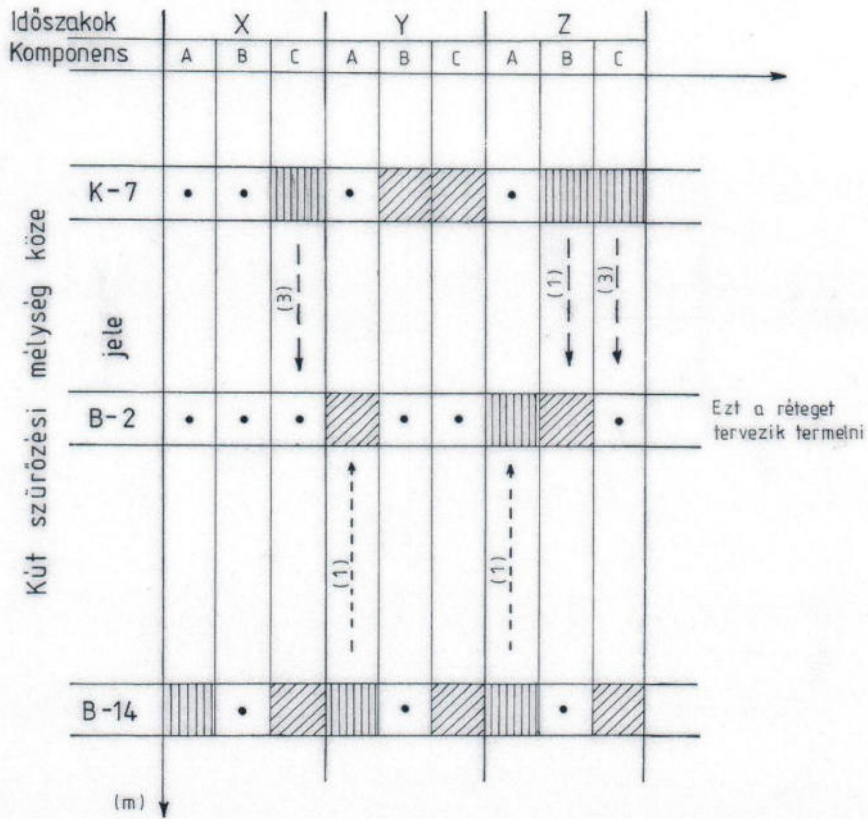 Időszakok X Y Z
Komponens A B C A B C A B C
K-7
(3) (1) (3)
Kút szűrőzési mélység köze
jele
B-2
Ezt a réteget
tervezik termelni
(1) (1)
B-14
(m)